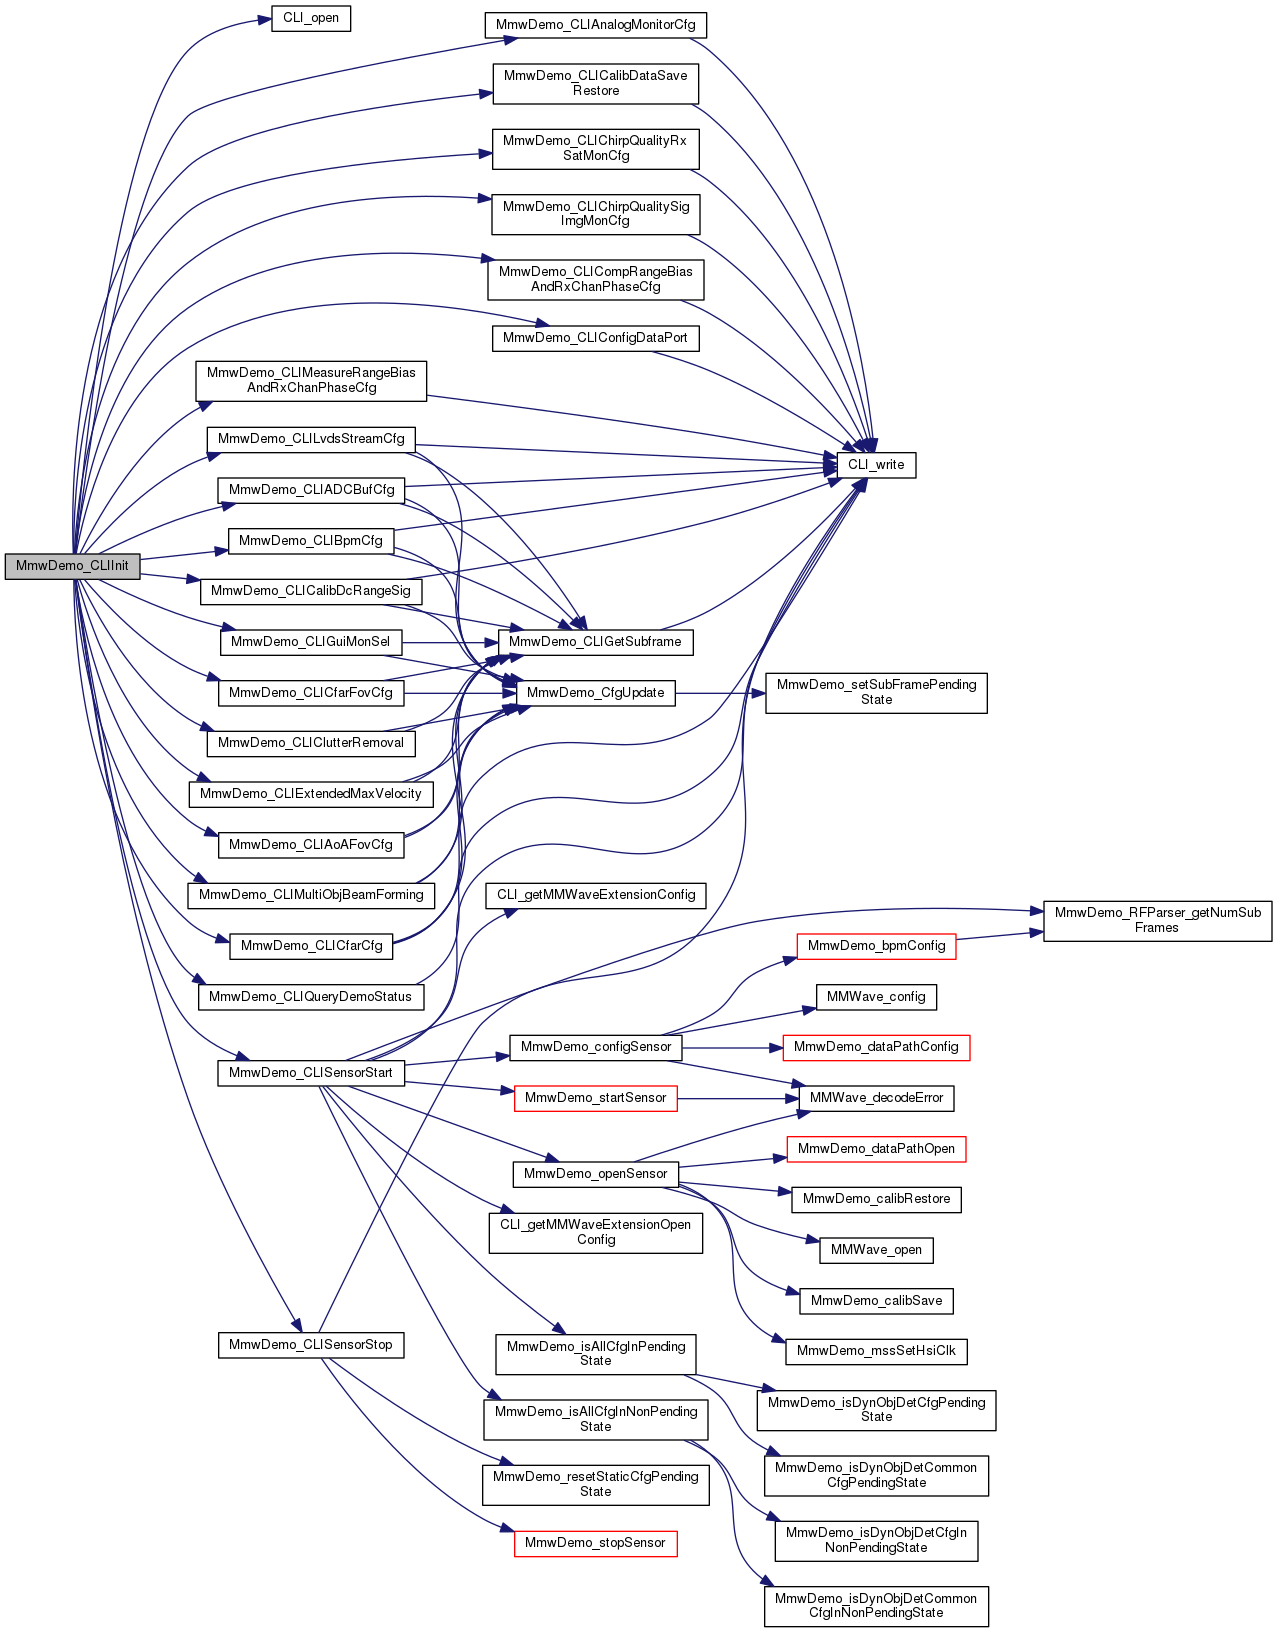 CLI_open
MmwDemo_CLIAnalogMonitorCfg
MmwDemo_CLICalibDataSave
Restore
MmwDemo_CLIChirpQualityRx
SatMonCfg
MmwDemo_CLIChirpQualitySig
ImgMonCfg
MmwDemo_CLICompRangeBias
AndRxChanPhaseCfg
MmwDemo_CLIConfigDataPort
MmwDemo_CLIMeasureRangeBias
AndRxChanPhaseCfg
MmwDemo_CLILvdsStreamCfg
CLI_write
MmwDemo_CLIADCBufCfg
MmwDemo_CLIBpmCfg
MmwDemo_CLIInit
MmwDemo_CLICalibDcRangeSig
MmwDemo_CLIGuiMonSel
MmwDemo_CLIGetSubframe
MmwDemo_CLICfarFovCfg
MmwDemo_CfgUpdate
MmwDemo_setSubFramePending
State
MmwDemo_CLIClutterRemoval
MmwDemo_CLIExtendedMaxVelocity
MmwDemo_CLIAoAFovCfg
MmwDemo_CLIMultiObjBeamForming
CLI_getMMWaveExtensionConfig
MmwDemo_RFParser_getNumSub
Frames
MmwDemo_CLICfarCfg
MmwDemo_bpmConfig
MmwDemo_CLIQueryDemoStatus
MMWave_config
MmwDemo_configSensor
MmwDemo_dataPathConfig
MmwDemo_CLISensorStart
MmwDemo_startSensor
MMWave_decodeError
MmwDemo_dataPathOpen
MmwDemo_openSensor
MmwDemo_calibRestore
CLI_getMMWaveExtensionOpen
Config
MMWave_open
MmwDemo_calibSave
MmwDemo_CLISensorStop
MmwDemo_isAllCfgInPending
State
MmwDemo_mssSetHsiClk
MmwDemo_isDynObjDetCfgPending
State
MmwDemo_isAllCfgInNonPending
State
MmwDemo_isDynObjDetCommon
CfgPendingState
MmwDemo_resetStaticCfgPending
State
MmwDemo_isDynObjDetCfgIn
NonPendingState
MmwDemo_stopSensor
MmwDemo_isDynObjDetCommon
CfgInNonPendingState